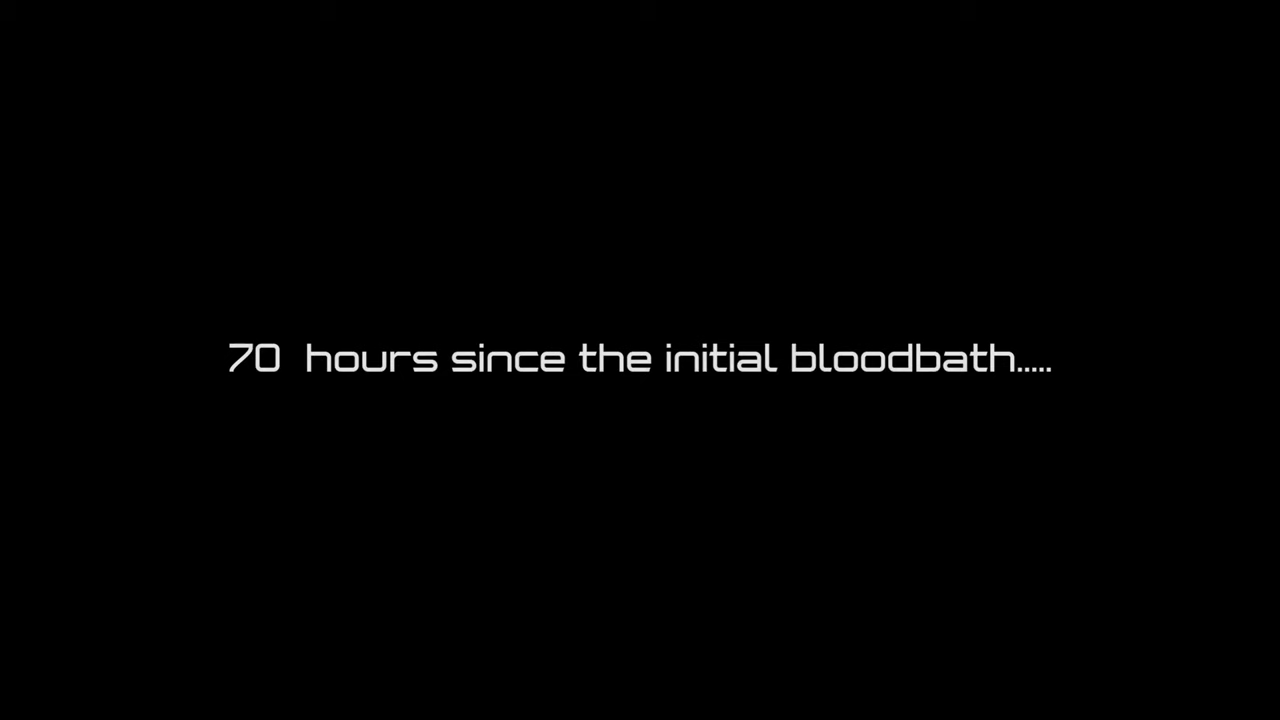 70  hours since the initial bloodbath.....